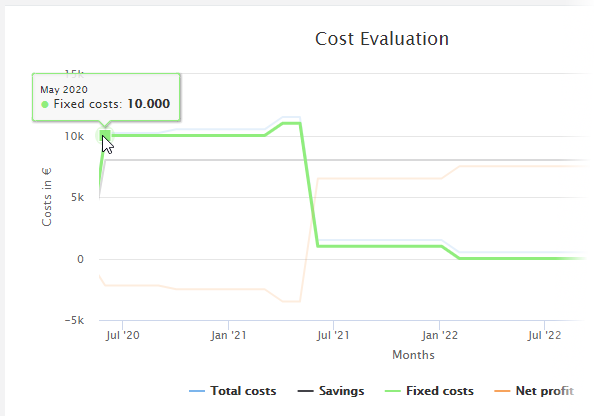 Cost Evaluation
15k
May 2020
Fixed costs: 10.000
10k
5k
0
−5k
Costs in €
Jul '20
Jan '21
Jul '21
Jan '22
Jul '22
Months
Total costs
Savings
Fixed costs
Net profit